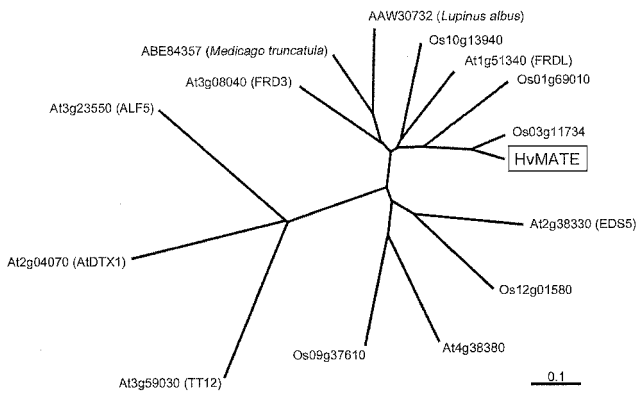 AAW30732 (Lupinus albus)
Os10g13940
ABE84357 (Medicago truncatula)
At1g51340 (FRDL)
At3g08040 (FRD3)
Os01g69010
At3g23550 (ALF5)
Os03g11734
HvMATE
At2g38330 (EDS5)
At2g04070 (AtDTX1)
Os12g01580
At4g38380
Os09g37610
At3g59030 (TT12)
0.1